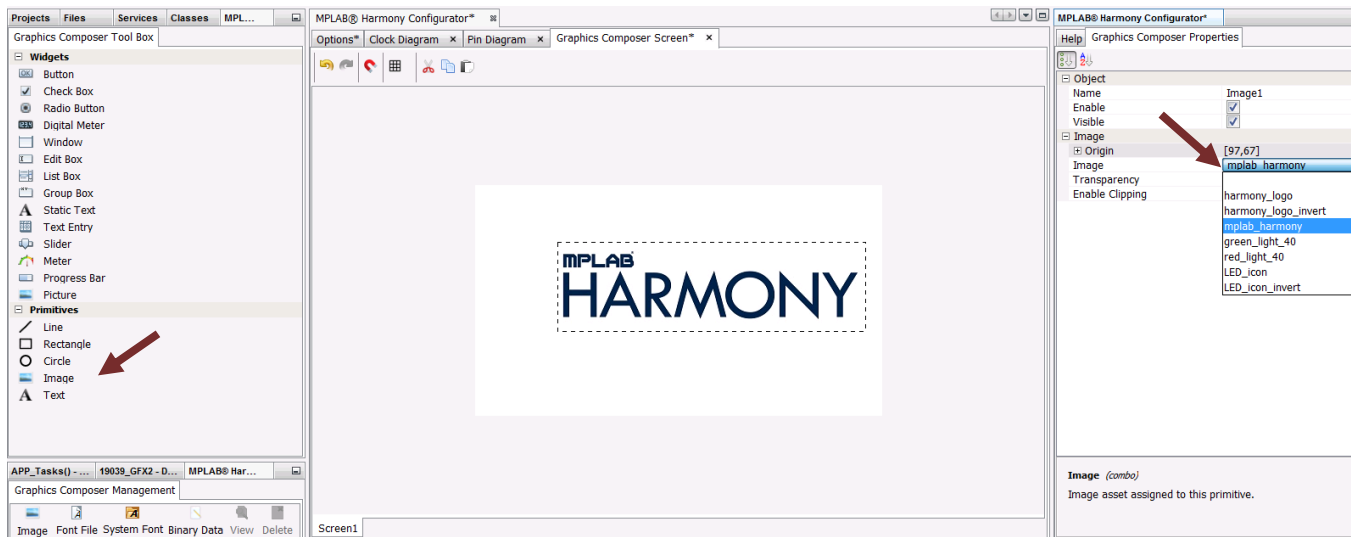 Projects Files Services Classes MPL...
Graphics Composer Tool Box
Widgets
Button
Check Box
Radio Button
Digital Meter
Window
Edit Box
List Box
Group Box
Static Text
Text Entry
Slider
Meter
Progress Bar
Picture
Primitives
Line
Rectangle
Circle
Image
Text
APP_Tasks() - ... 19039_GFX2 - D... MPLAB® Har...
Graphics Composer Management
Image Font File System Font Binary Data View Delete
MPLAB® Harmony Configurator*
Options* Clock Diagram Pin Diagram Graphics Composer Screen*
MPLAB
HARMONY
Screen1
MPLAB® Harmony Configurator*
Help Graphics Composer Properties
Object
Name Image1
Enable
Visible
Image
Origin [97,67]
Image mplab_harmony
Transparency
Enable Clipping
harmony_logo
harmony_logo_invert
mplab_harmony
green_light_40
red_light_40
LED_icon
LED_icon_invert
Image (combo)
Image asset assigned to this primitive.